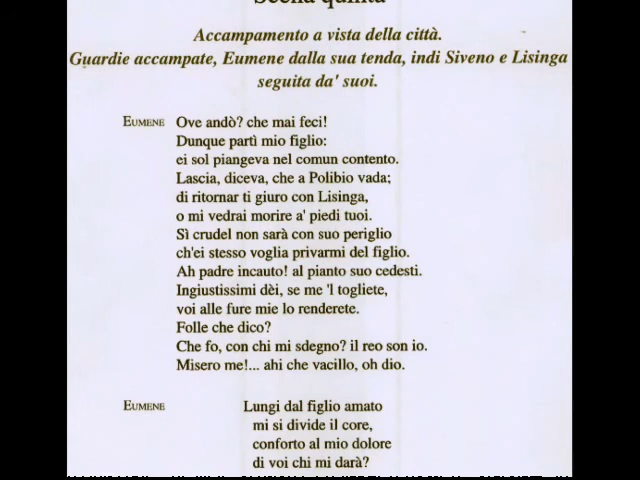 Scena quinta
Accampamento a vista della città.
Guardie accampate, Eumene dalla sua tenda, indi Siveno e Lisinga
seguita da' suoi.
EUMENE Ove andò? che mai feci!
Dunque partì mio figlio:
ei sol piangeva nel comun contento.
Lascia, diceva, che a Polibio vada;
di ritornar ti giuro con Lisinga,
o mi vedrai morire a' piedi tuoi.
Sì crudel non sarà con suo periglio
ch'ei stesso voglia privarmi del figlio.
Ah padre incauto! al pianto suo cedesti.
Ingiustissimi dèi, se me 'l togliete,
voi alle fure mie lo renderete.
Folle che dico?
Che fo, con chi mi sdegno? il reo son io.
Misero me!... ahi che vacillo, oh dio.
EUMENE Lungi dal figlio amato
mi si divide il core,
conforto al mio dolore
di voi chi mi darà?